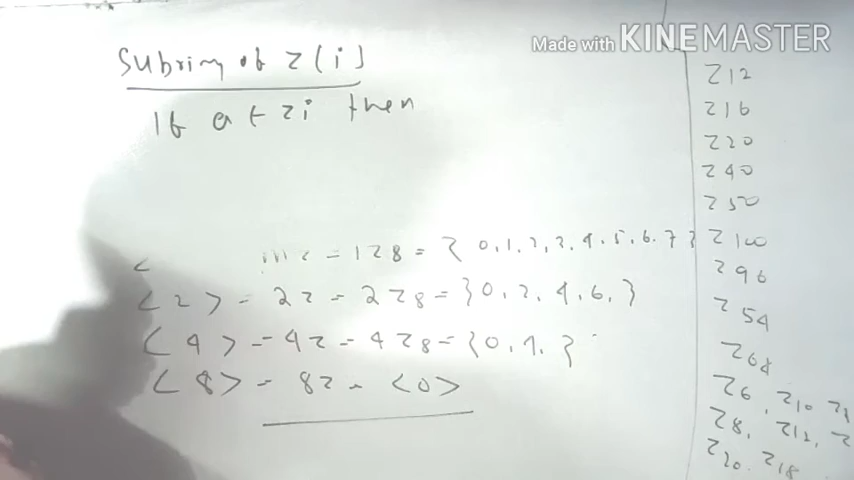 Made with KINEMASTER
Subring of Z(i)
If a ∈ Zi then
= 1Z8 = { 0,1,2,3,4,5,6,7 }
<2> = 2Z = 2Z8 = {0,2,4,6,}
<4> = 4Z = 4Z8 = {0,4,}
<8> = 8Z = <0>
Z12
Z16
Z20
Z40
Z50
Z100
Z96
Z54
Z6, Z10
Z8, Z12,
Z20, Z18